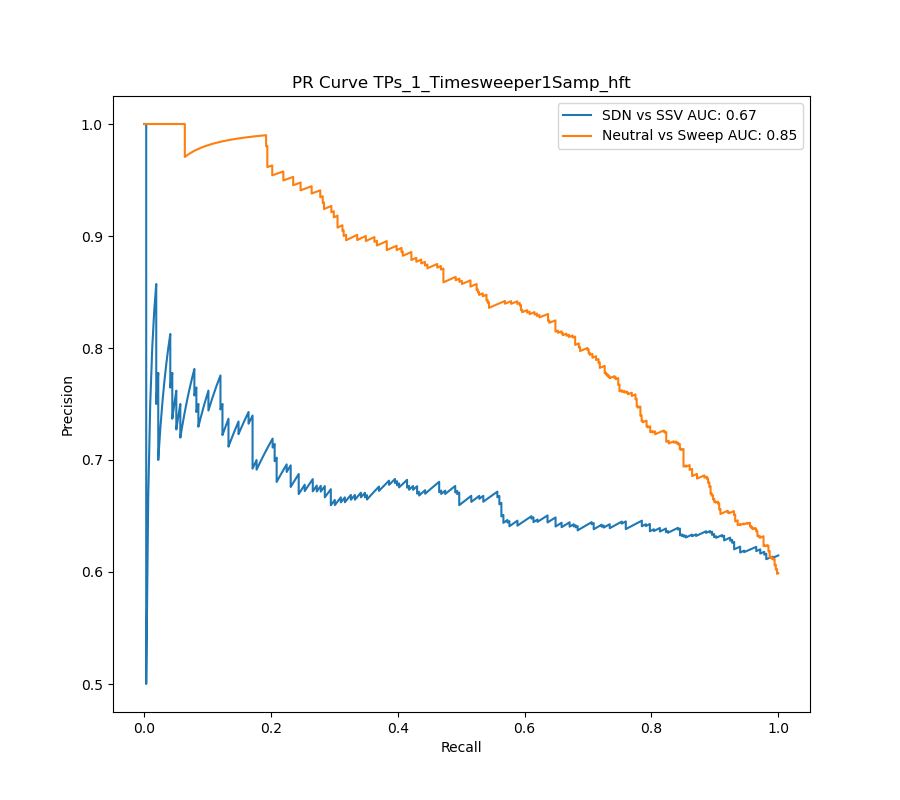 PR Curve TPs_1_Timesweeper1Samp_hft
SDN vs SSV AUC: 0.67
Neutral vs Sweep AUC: 0.85
1.0
0.9
0.8
0.7
0.6
0.5
Precision
0.0 0.2 0.4 0.6 0.8 1.0
Recall